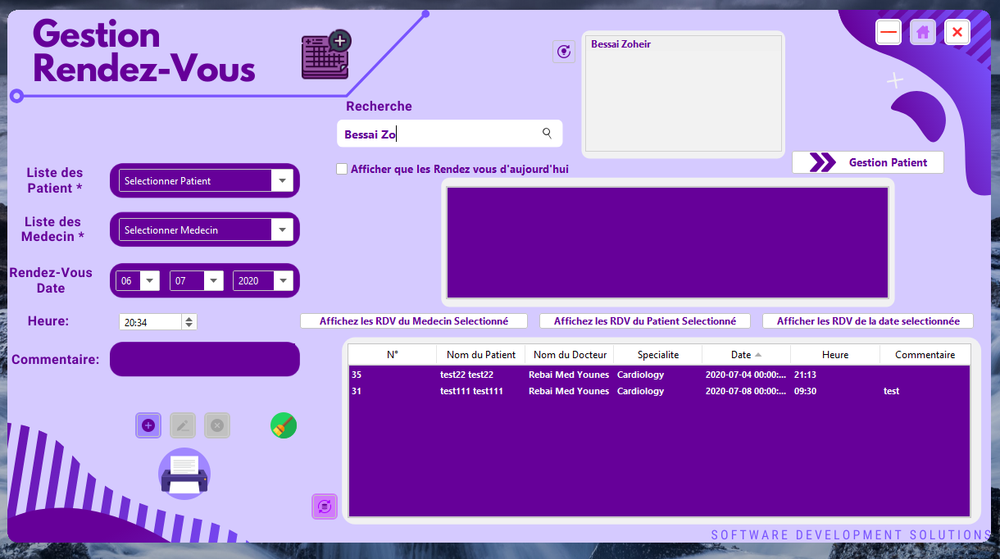 Gestion
Rendez-Vous
Bessai Zoheir
Recherche
Bessai Zo
Afficher que les Rendez vous d'aujourd'hui
Gestion Patient
Liste des
Patient *
Selectionner Patient
Liste des
Medecin *
Selectionner Medecin
Rendez-Vous
Date
06 07 2020
Heure:
20:34
Commentaire:
Affichez les RDV du Medecin Selectionné
Affichez les RDV du Patient Selectionné
Afficher les RDV de la date selectionnée
N° Nom du Patient Nom du Docteur Specialite Date Heure Commentaire
35 test22 test22 Rebai Med Younes Cardiology 2020-07-04 00:00:... 21:13
31 test111 test111 Rebai Med Younes Cardiology 2020-07-08 00:00:... 09:30 test
SOFTWARE DEVELOPMENT SOLUTIONS